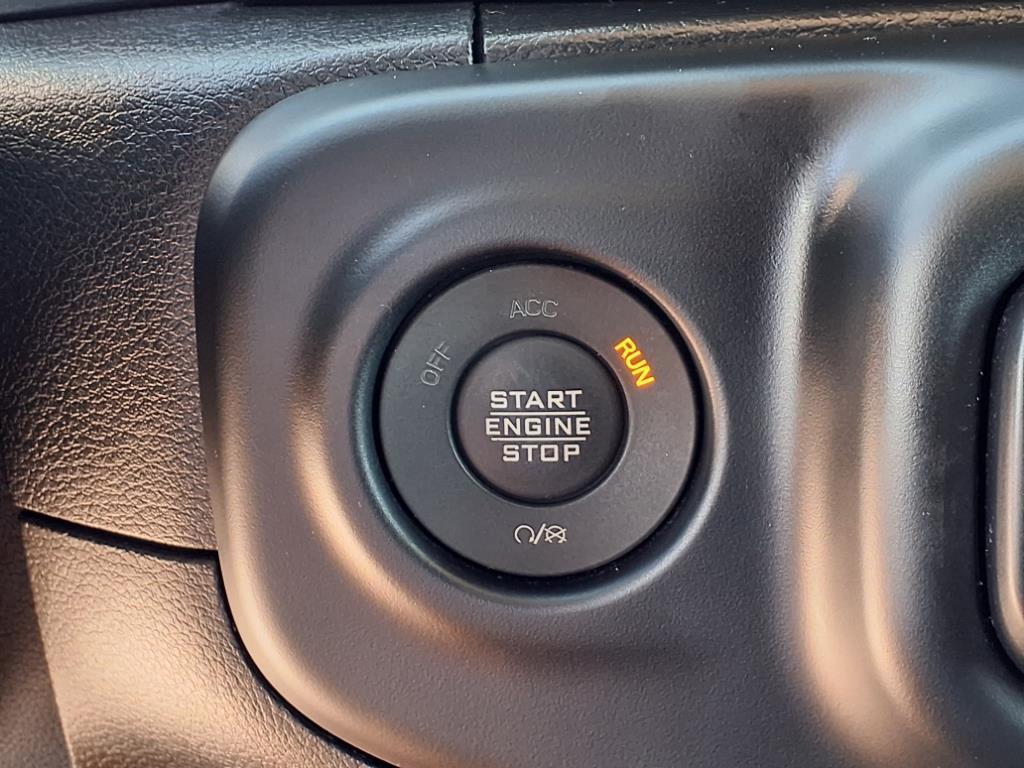 ACC
OFF
RUN
START
ENGINE
STOP